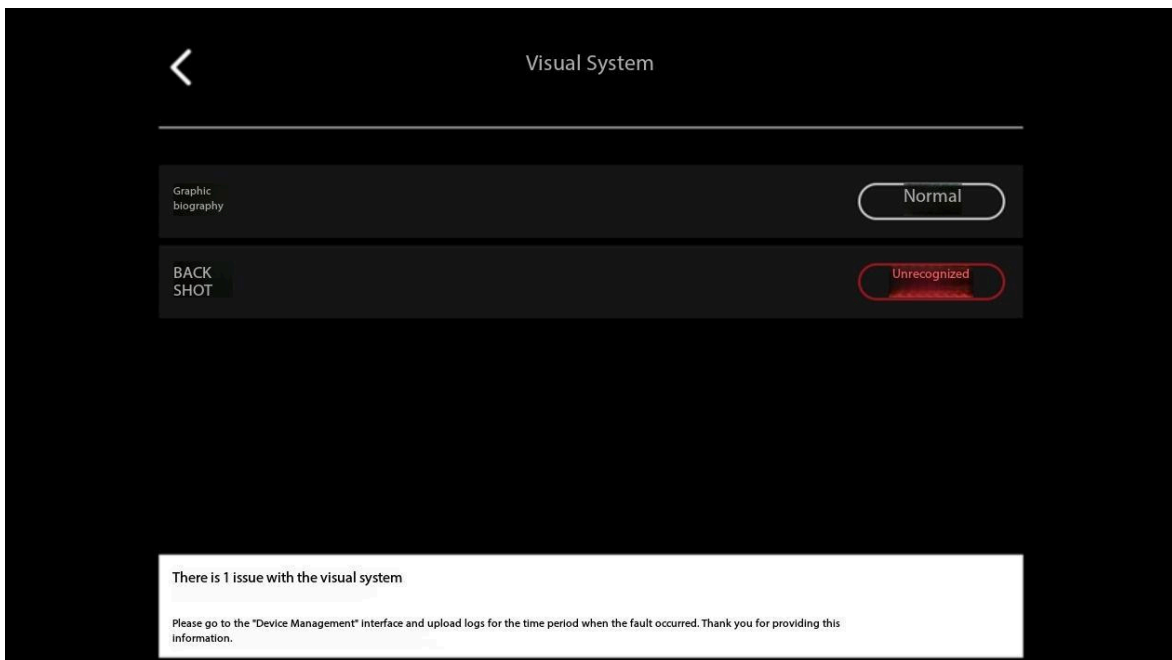 Visual System
Graphic
biography
Normal
BACK
SHOT
Unrecognized
There is 1 issue with the visual system
Please go to the "Device Management" interface and upload logs for the time period when the fault occurred. Thank you for providing this
information.